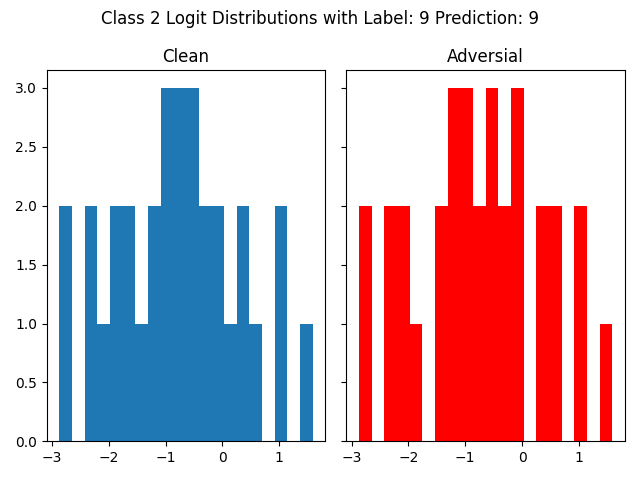 Class 2 Logit Distributions with Label: 9 Prediction: 9
Clean
Adversial
3.0
2.5
2.0
1.5
1.0
0.5
0.0
−3 −2 −1 0 1
−3 −2 −1 0 1